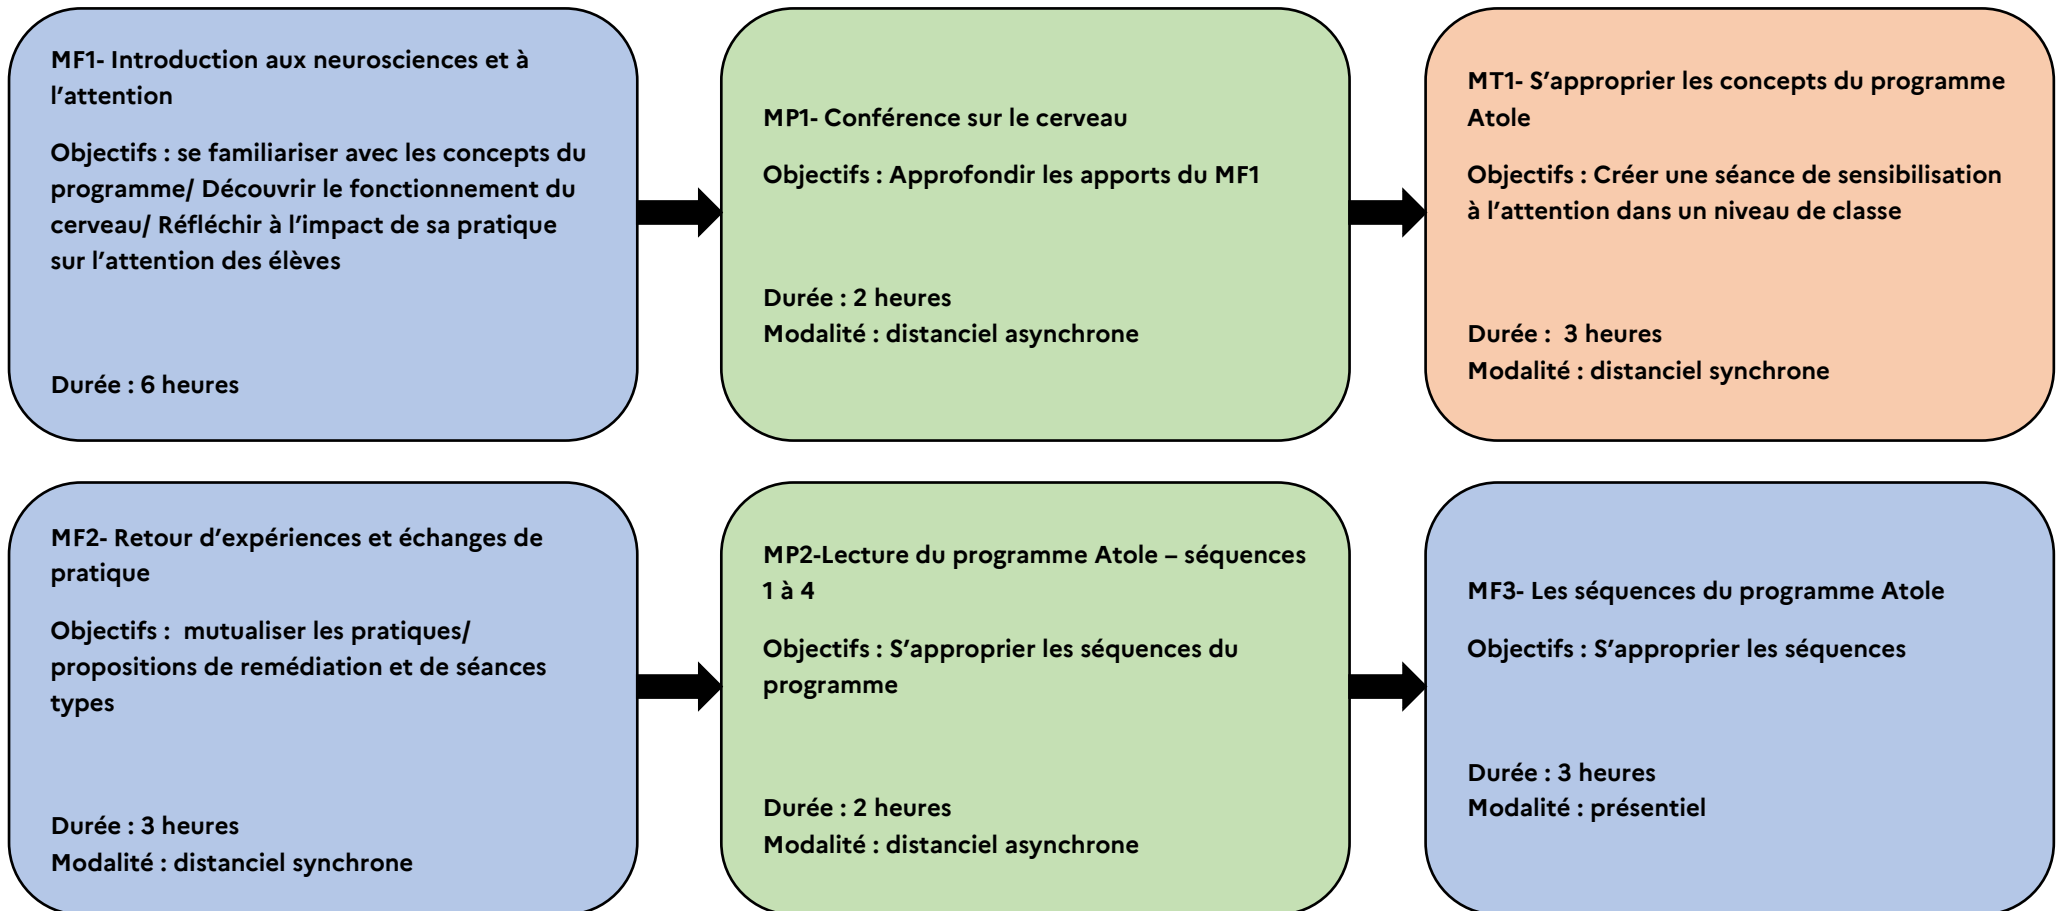 MF1- Introduction aux neurosciences et à
l’attention
Objectifs : se familiariser avec les concepts du
programme/ Découvrir le fonctionnement du
cerveau/ Réfléchir à l’impact de sa pratique
sur l’attention des élèves
Durée : 6 heures
MP1- Conférence sur le cerveau
Objectifs : Approfondir les apports du MF1
Durée : 2 heures
Modalité : distanciel asynchrone
MT1- S’approprier les concepts du programme
Atole
Objectifs : Créer une séance de sensibilisation
à l’attention dans un niveau de classe
Durée :  3 heures
Modalité : distanciel synchrone
MF2- Retour d’expériences et échanges de
pratique
Objectifs :  mutualiser les pratiques/
propositions de remédiation et de séances
types
Durée : 3 heures
Modalité : distanciel synchrone
MP2-Lecture du programme Atole – séquences
1 à 4
Objectifs : S’approprier les séquences du
programme
Durée : 2 heures
Modalité : distanciel asynchrone
MF3- Les séquences du programme Atole
Objectifs : S’approprier les séquences
Durée : 3 heures
Modalité : présentiel